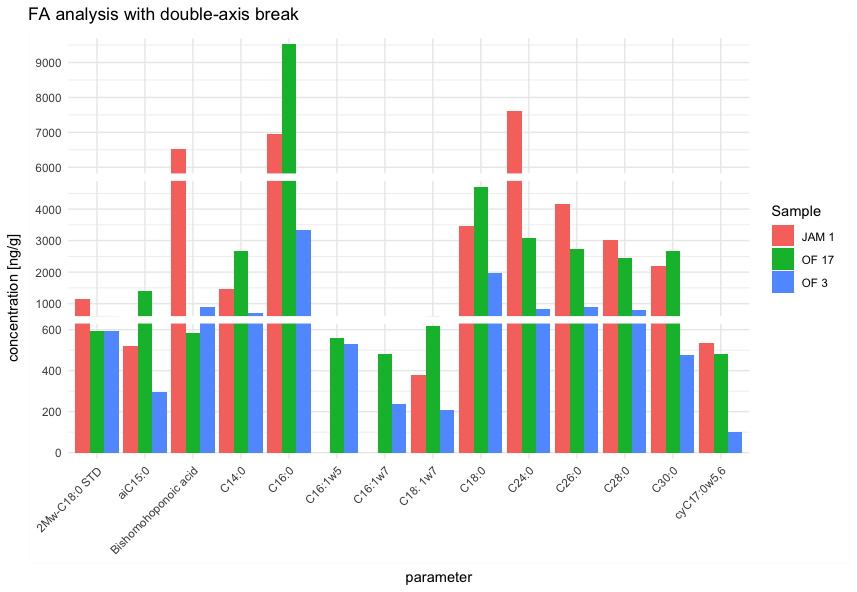 FA analysis with double-axis break
9000
8000
7000
6000
4000
3000
2000
1000
600
400
200
0
concentration [ng/g]
2Mw-C18:0 STD
aiC15:0
Bishomohoponoic acid
C14:0
C16:0
C16:1w5
C16:1w7
C18: 1w7
C18:0
C24:0
C26:0
C28:0
C30:0
cyC17:0w5,6
parameter
Sample
JAM 1
OF 17
OF 3